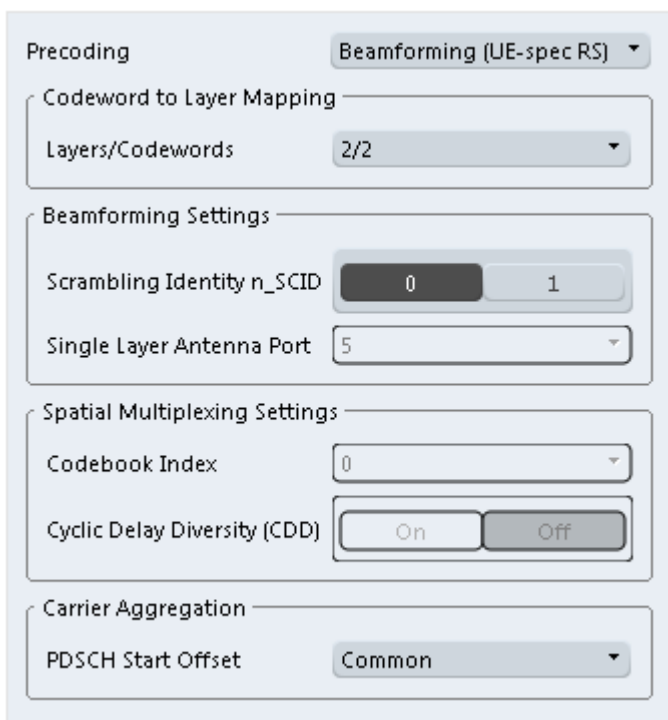 Precoding Beamforming (UE-spec RS)
Codeword to Layer Mapping
Layers/Codewords 2/2
Beamforming Settings
Scrambling Identity n_SCID 0 1
Single Layer Antenna Port 5
Spatial Multiplexing Settings
Codebook Index 0
Cyclic Delay Diversity (CDD) On Off
Carrier Aggregation
PDSCH Start Offset Common